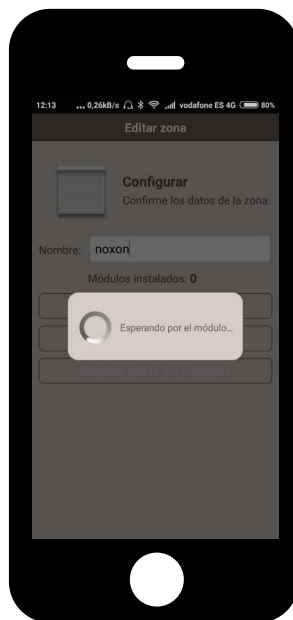 12:13 ... 0,26kB/s vodafone ES 4G 80%
Editar zona
Configurar
Confirme los datos de la zona:
Nombre: noxon
Módulos instalados: 0
Esperando por el módulo...
Eliminar todos los módulos